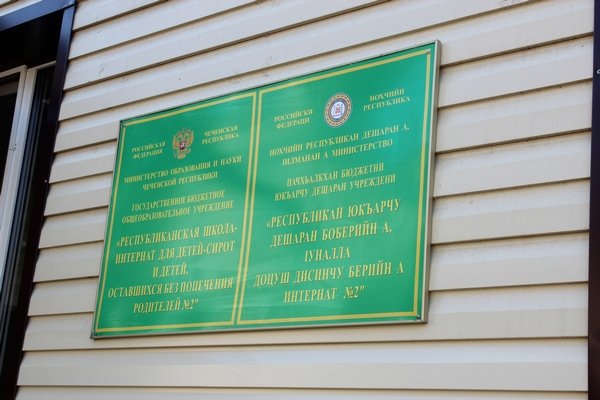 РОССИЙСКАЯ
ФЕДЕРАЦИЯ
ЧЕЧЕНСКАЯ
РЕСПУБЛИКА
МИНИСТЕРСТВО ОБРАЗОВАНИЯ И НАУКИ
ЧЕЧЕНСКОЙ РЕСПУБЛИКИ
ГОСУДАРСТВЕННОЕ БЮДЖЕТНОЕ
ОБЩЕОБРАЗОВАТЕЛЬНОЕ УЧРЕЖДЕНИЕ
«РЕСПУБЛИКАНСКАЯ ШКОЛА-
ИНТЕРНАТ ДЛЯ ДЕТЕЙ-СИРОТ
И ДЕТЕЙ,
ОСТАВШИХСЯ БЕЗ ПОПЕЧЕНИЯ
РОДИТЕЛЕЙ №2"
РОССИЙСКИ
ФЕДЕРАЦИ
НОХЧИЙН
РЕСПУБЛИКА
НОХЧИЙН РЕСПУБЛИКАН ДЕШАРАН А,
IИЛМАНАН А МИНИСТЕРСТВО
ПАЧХЬАЛКХАН БЮДЖЕТНИ
ЮКЪАРЧУ ДЕШАРАН УЧРЕЖДЕНИ
«РЕСПУБЛИКАН ЮКЪАРЧУ
ДЕШАРАН БОБЕРИЙН А,
IУНАЛЛА
ДОЦУШ ДИСИНЧУ БЕРИЙН А
ИНТЕРНАТ №2"